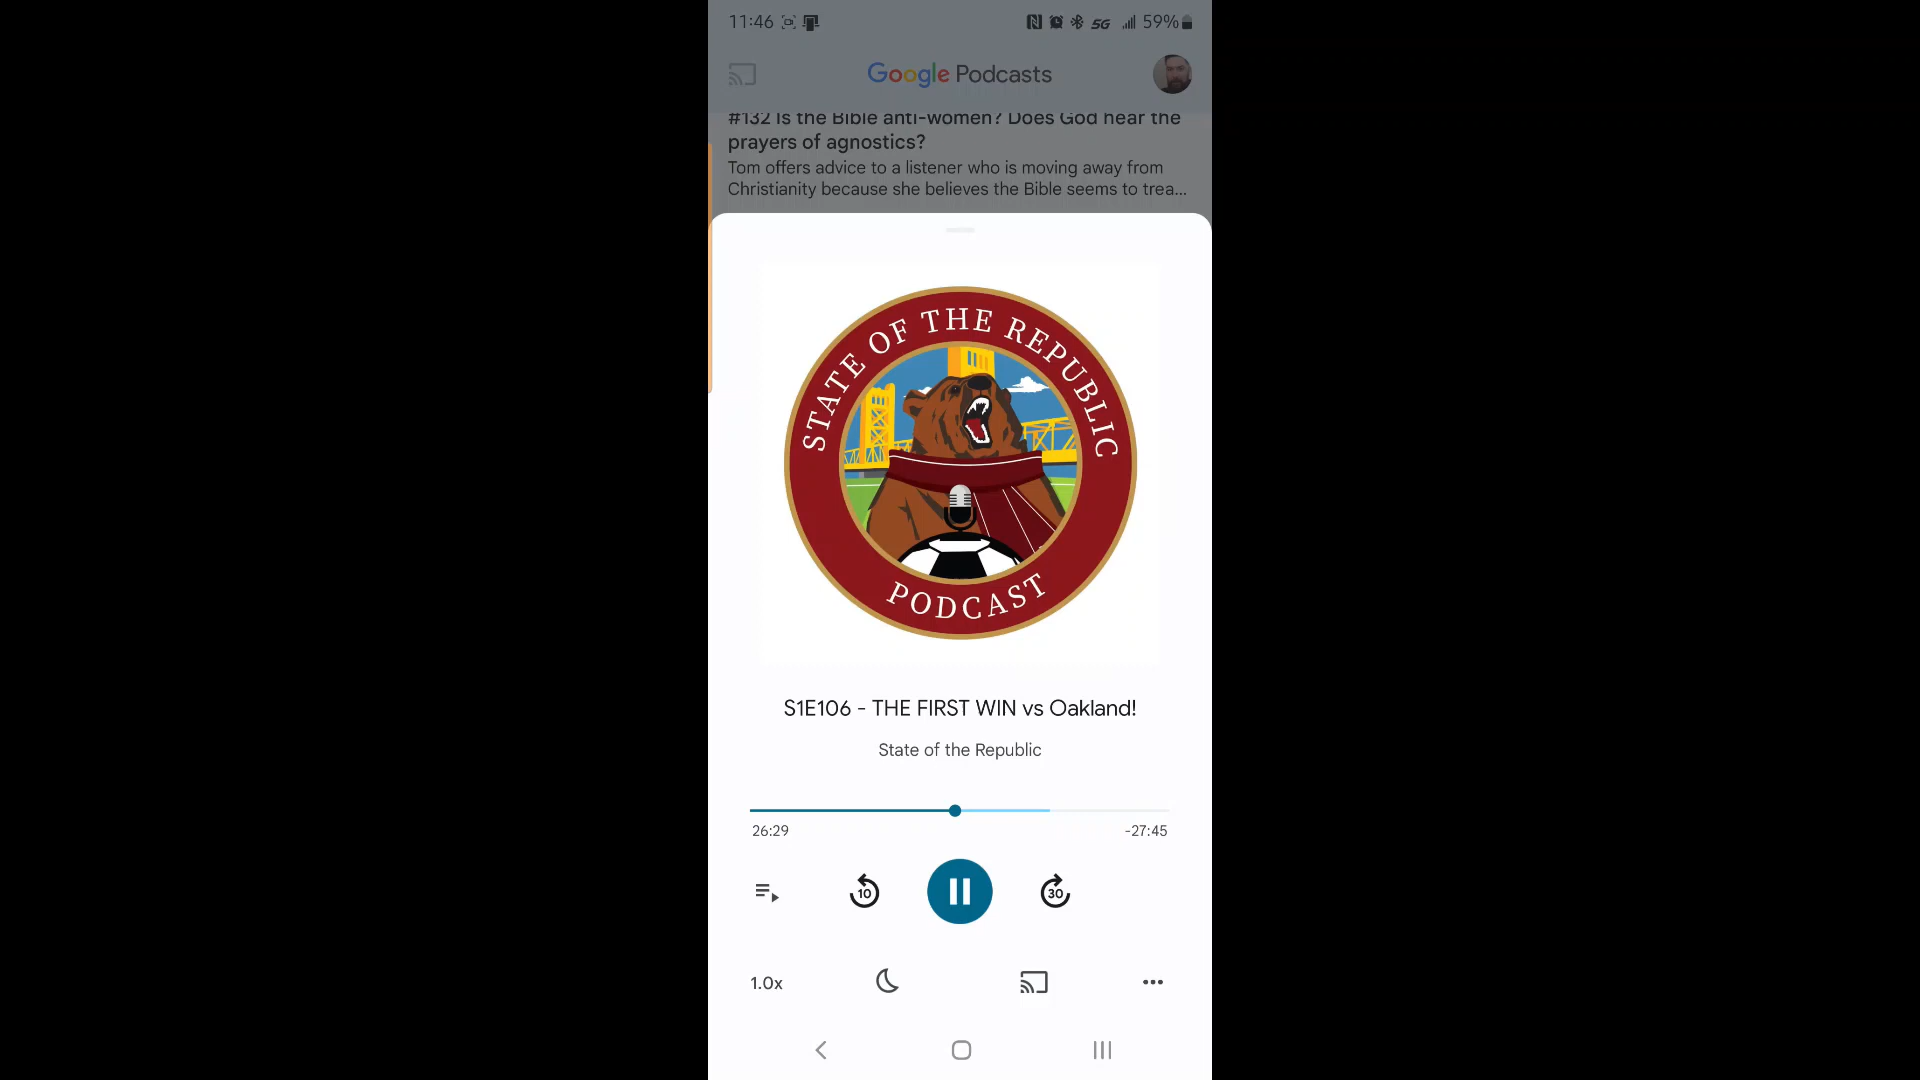 11:46
5G
59%
Google Podcasts
#132 Is the Bible anti-women? Does God hear the
prayers of agnostics?
Tom offers advice to a listener who is moving away from
Christianity because she believes the Bible seems to trea...
STATE OF THE REPUBLIC
PODCAST
S1E106 - THE FIRST WIN vs Oakland!
State of the Republic
26:29
-27:45
10
30
1.0x